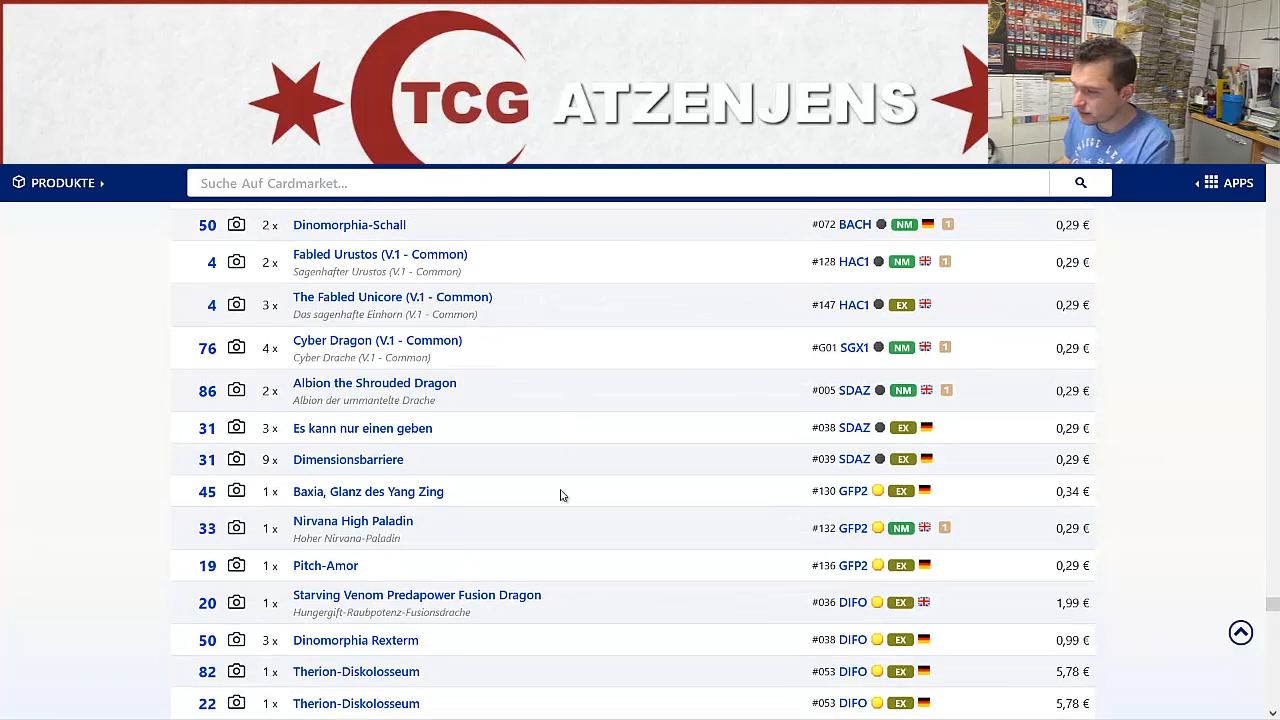 TCG ATZENJENS
PRODUKTE
Suche Auf Cardmarket...
APPS
50 2 x Dinomorphia-Schall #072 BACH NM 1 0,29 €
4 2 x Fabled Urustos (V.1 - Common) #128 HAC1 NM 1 0,29 €
Sagenhafter Urustos (V.1 - Common)
4 3 x The Fabled Unicore (V.1 - Common) #147 HAC1 EX 0,29 €
Das sagenhafte Einhorn (V.1 - Common)
76 4 x Cyber Dragon (V.1 - Common) #G01 SGX1 NM 1 0,29 €
Cyber Drache (V.1 - Common)
86 2 x Albion the Shrouded Dragon #005 SDAZ NM 1 0,29 €
Albion der ummantelte Drache
31 3 x Es kann nur einen geben #038 SDAZ EX 0,29 €
31 9 x Dimensionsbarriere #039 SDAZ EX 0,29 €
45 1 x Baxia, Glanz des Yang Zing #130 GFP2 EX 0,34 €
33 1 x Nirvana High Paladin #132 GFP2 NM 1 0,29 €
Hoher Nirvana-Paladin
19 1 x Pitch-Amor #136 GFP2 EX 0,29 €
20 1 x Starving Venom Predapower Fusion Dragon #036 DIFO EX 1,99 €
Hungergift-Raubpotenz-Fusionsdrache
50 3 x Dinomorphia Rexterm #038 DIFO EX 0,99 €
82 1 x Therion-Diskolosseum #053 DIFO EX 5,78 €
22 1 x Therion-Diskolosseum #053 DIFO EX 5,78 €